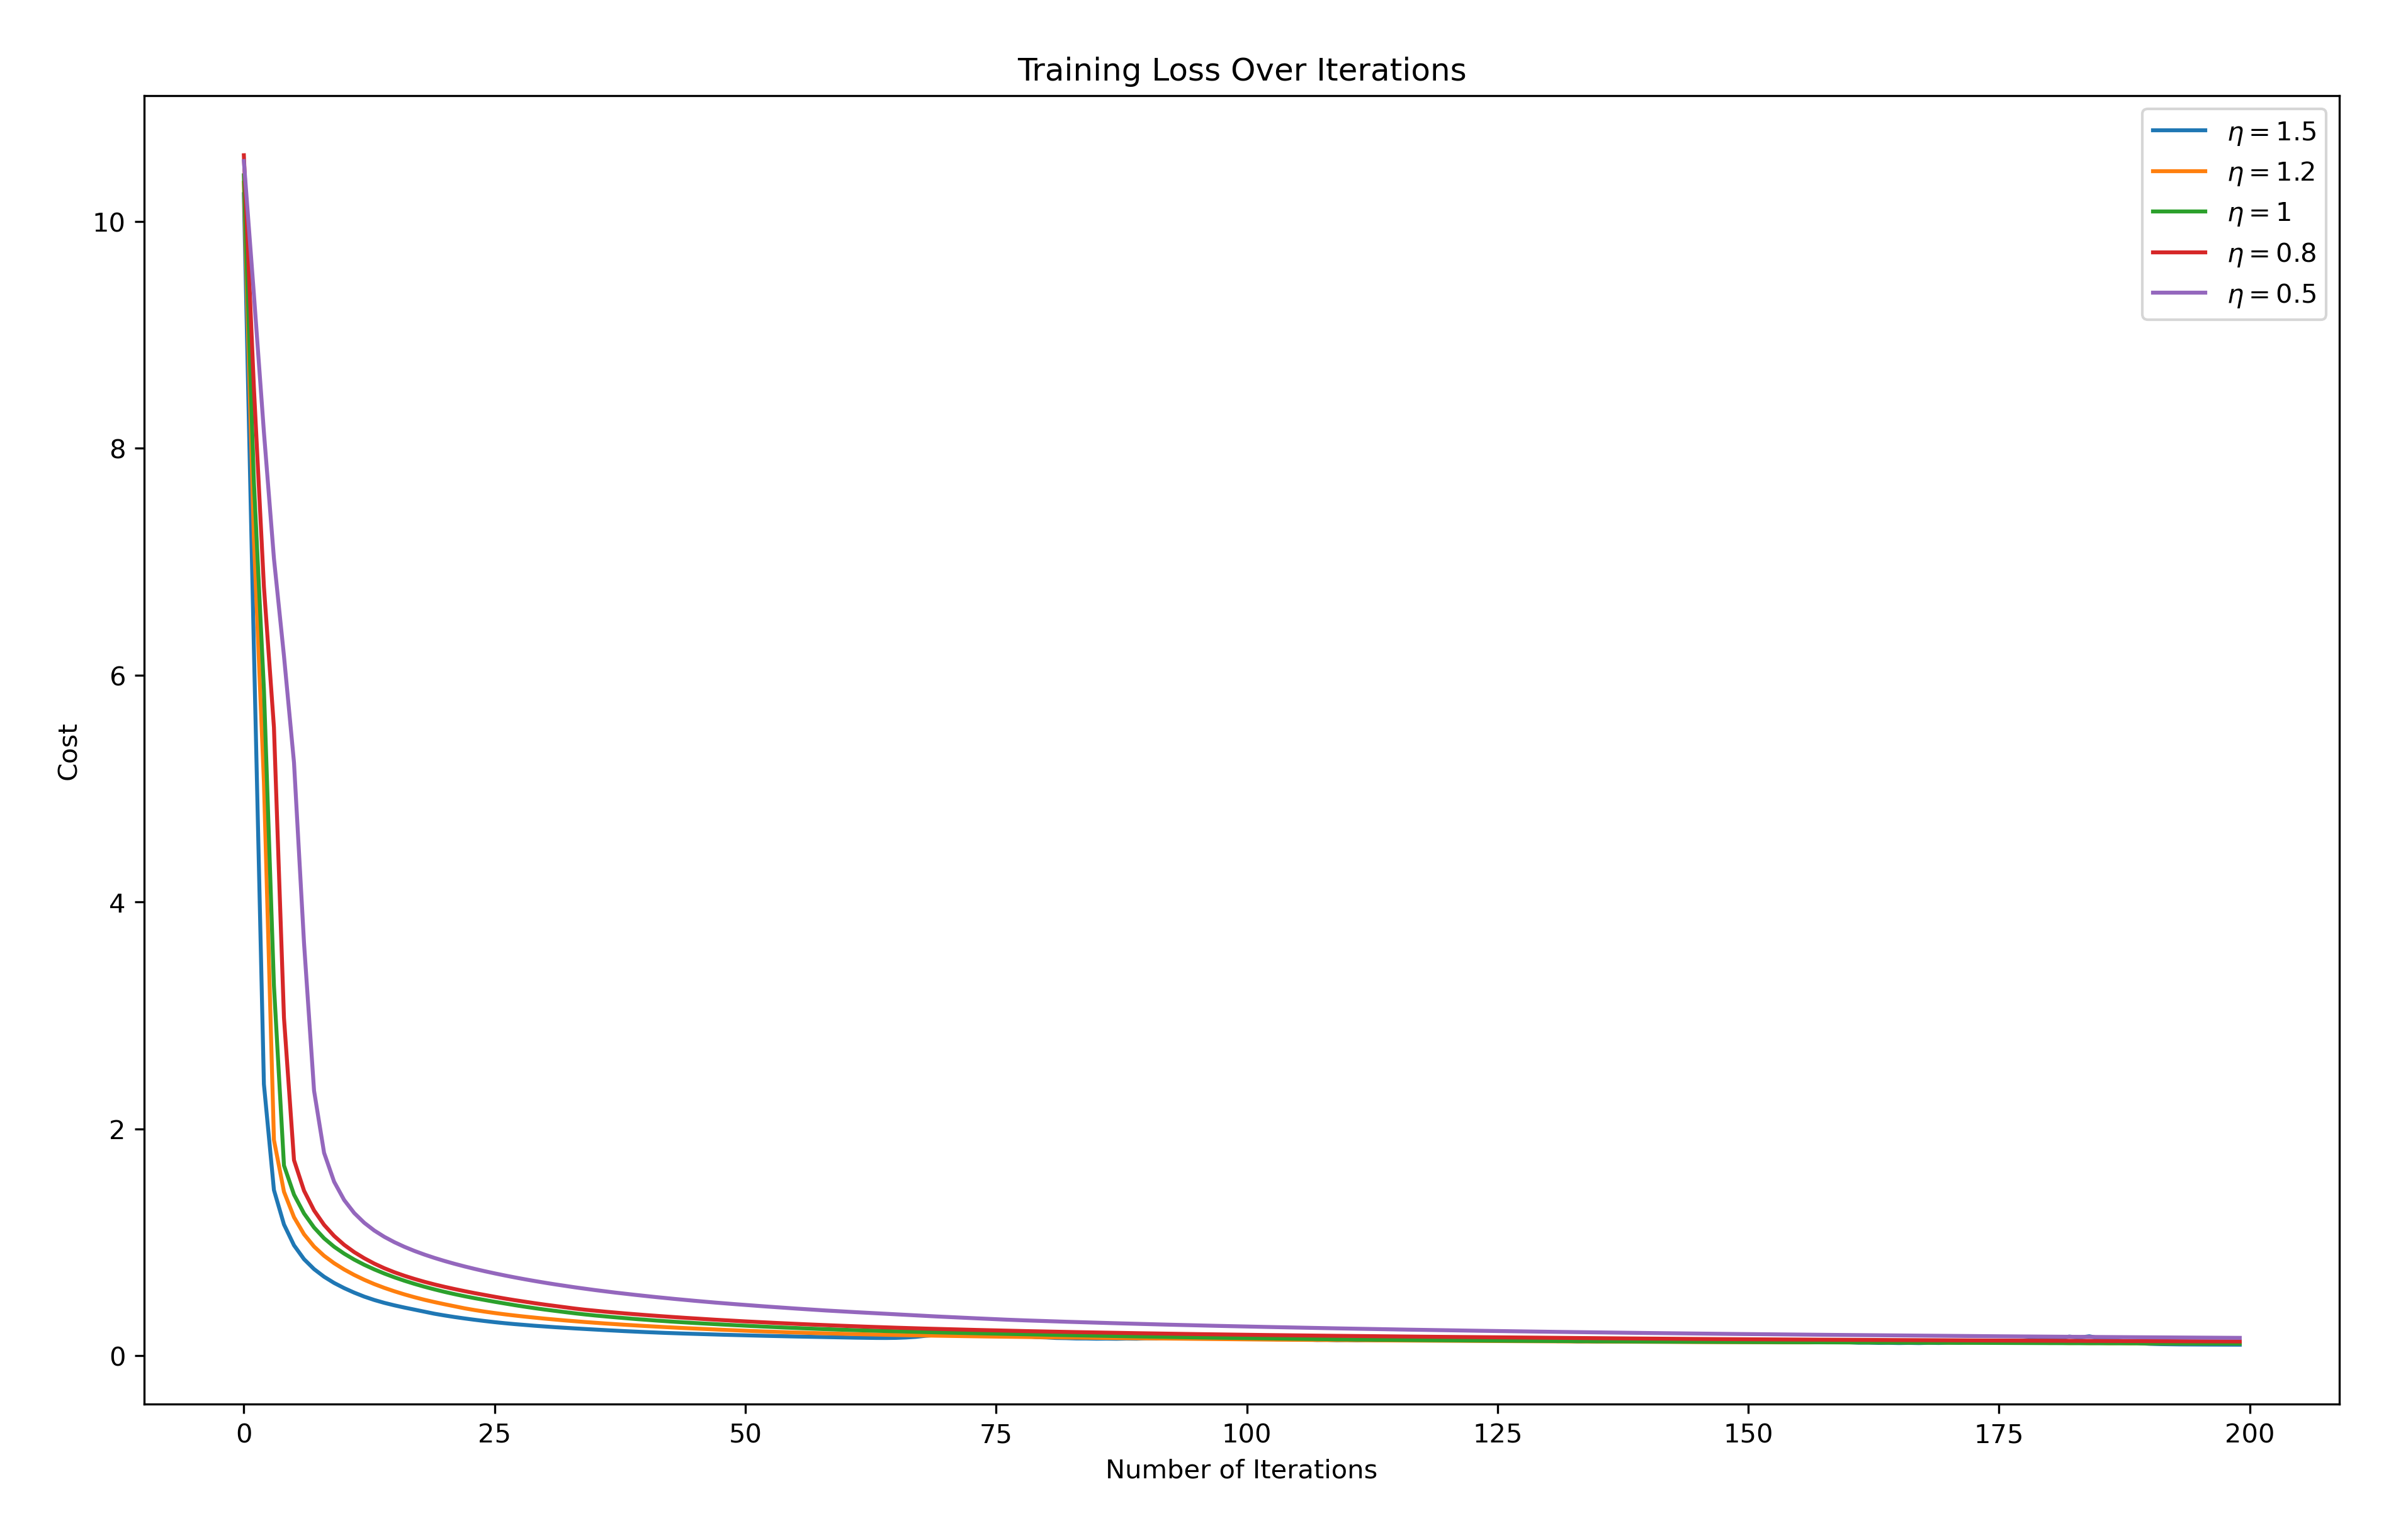 Training Loss Over Iterations
η = 1.5
η = 1.2
η = 1
η = 0.8
η = 0.5
10
8
6
4
2
0
Cost
0 25 50 75 100 125 150 175 200
Number of Iterations